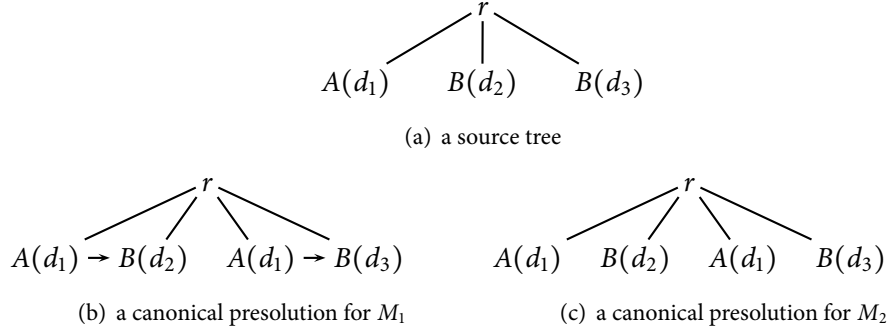 r
A(d₁) B(d₂) B(d₃)
(a) a source tree
r r
A(d₁) → B(d₂) A(d₁) → B(d₃) A(d₁) B(d₂) A(d₁) B(d₃)
(b) a canonical presolution for M₁ (c) a canonical presolution for M₂